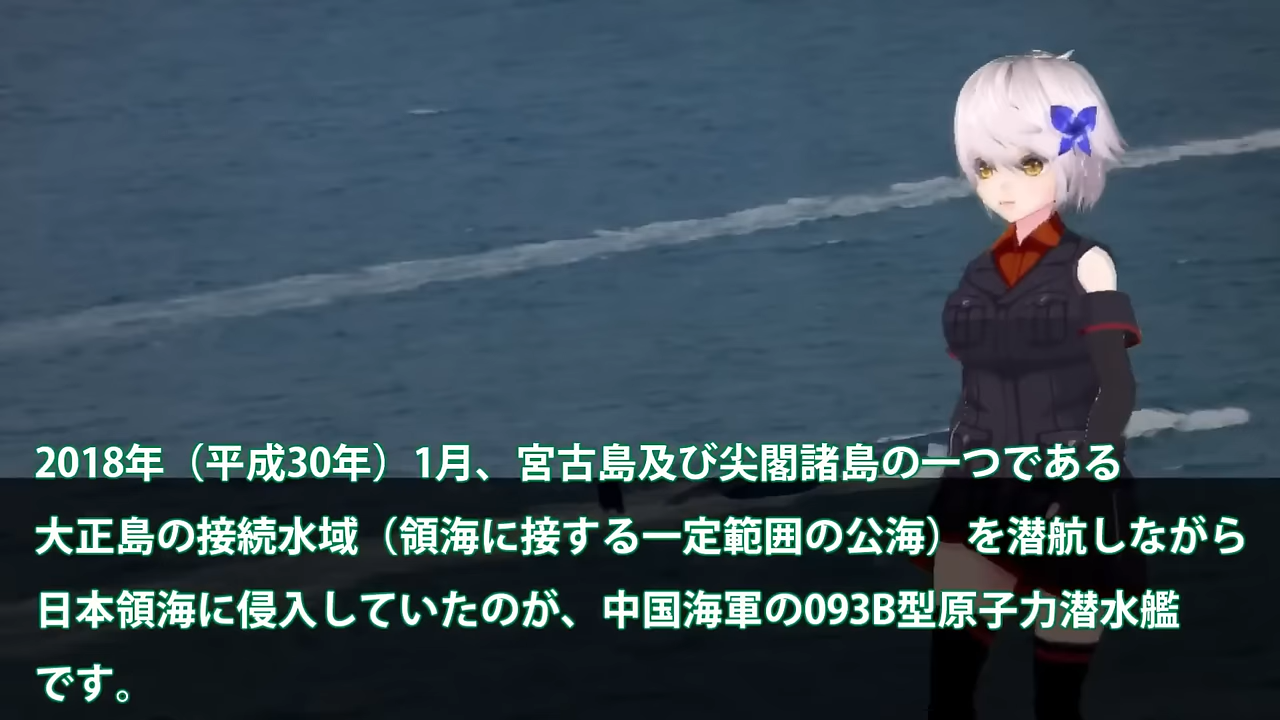 2018年（平成30年）1月、宮古島及び尖閣諸島の一つである
大正島の接続水域（領海に接する一定範囲の公海）を潜航しながら
日本領海に侵入していたのが、中国海軍の093B型原子力潜水艦
です。